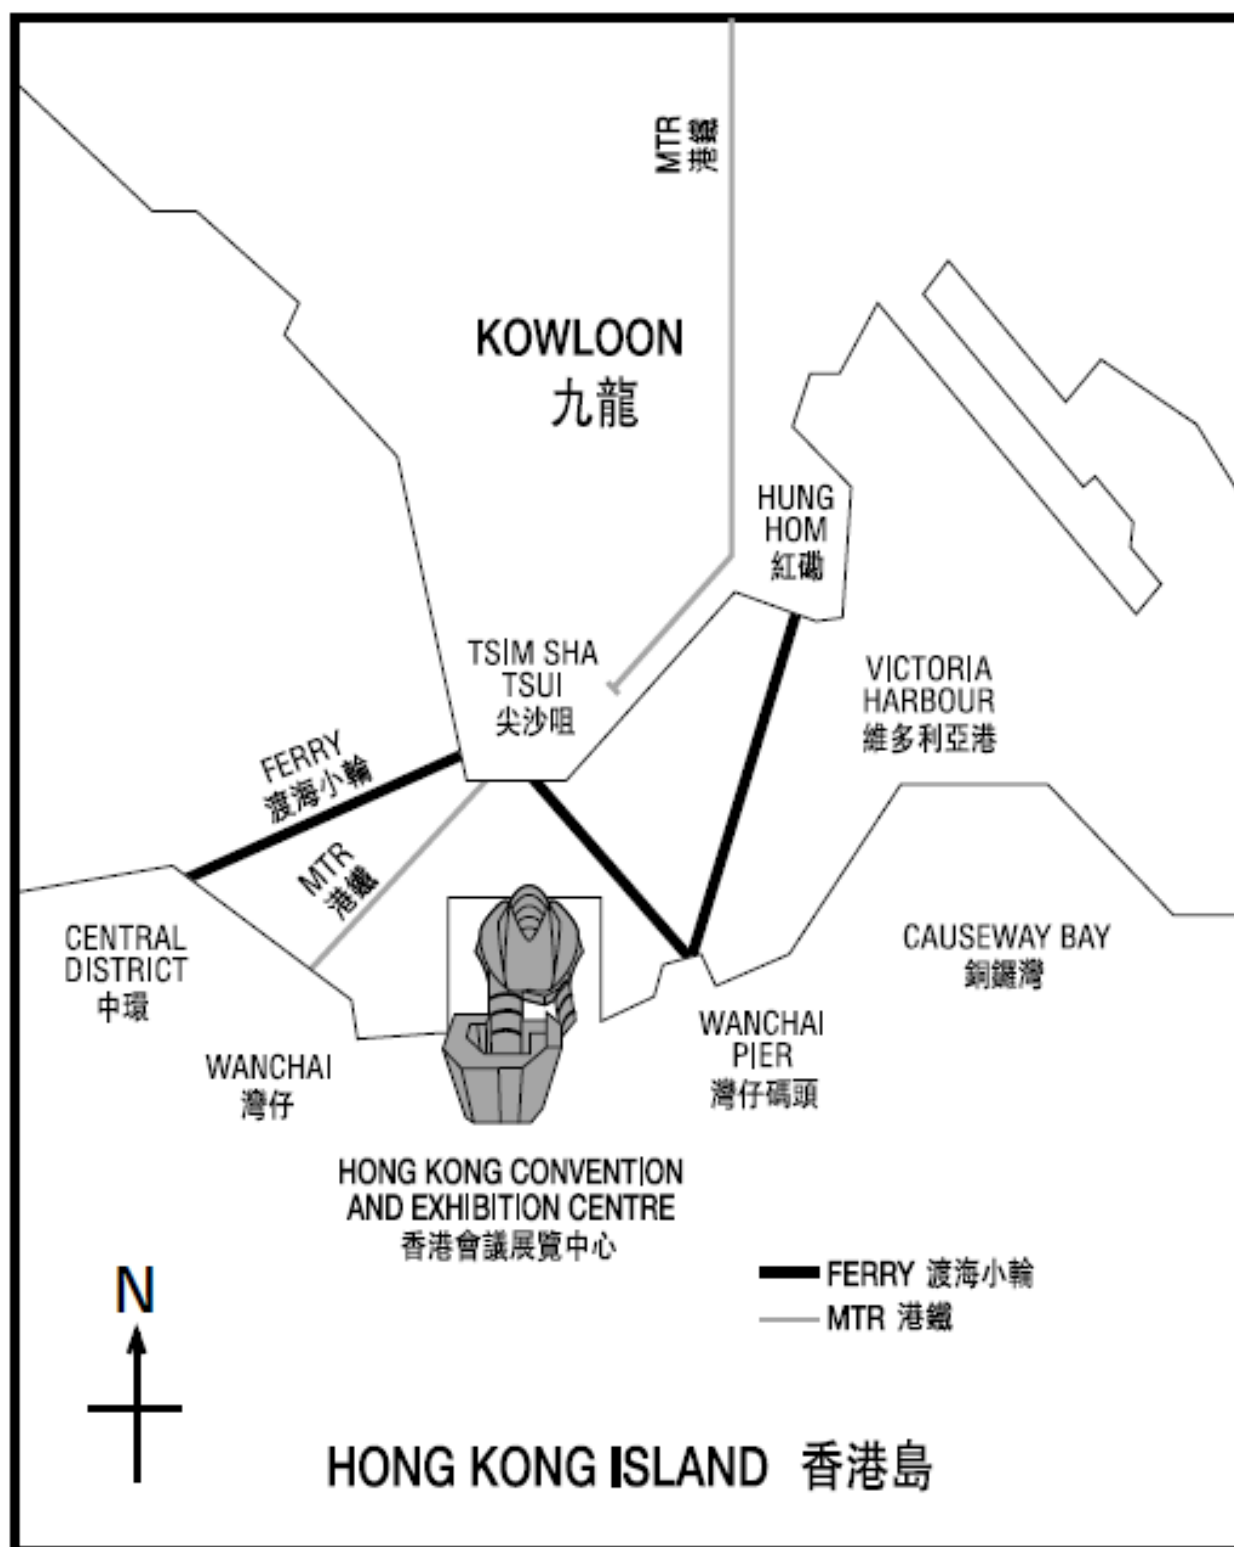 MTR
港鐵
KOWLOON
九龍
HUNG
HOM
紅磡
TSIM SHA
TSUI
尖沙咀
VICTORIA
HARBOUR
維多利亞港
FERRY
渡海小輪
MTR
港鐵
CENTRAL
DISTRICT
中環
CAUSEWAY BAY
銅鑼灣
WANCHAI
灣仔
WANCHAI
PIER
灣仔碼頭
HONG KONG CONVENTION
AND EXHIBITION CENTRE
香港會議展覽中心
FERRY 渡海小輪
MTR 港鐵
N
HONG KONG ISLAND 香港島